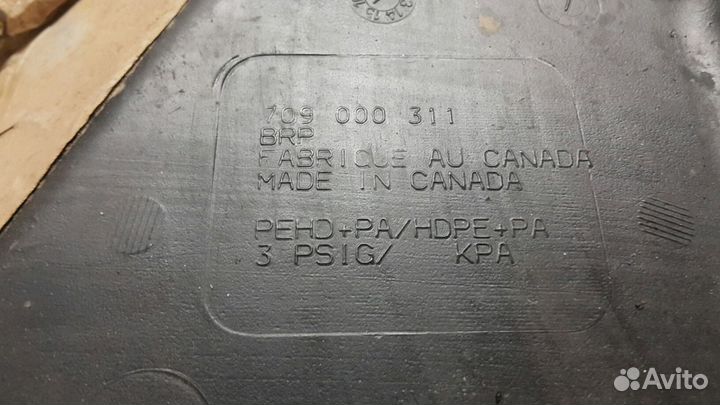 709 000 311
BRP
FABRIQUE AU CANADA
MADE IN CANADA
PEHD+PA/HDPE+PA
3 PSIG/ KPA
Avito